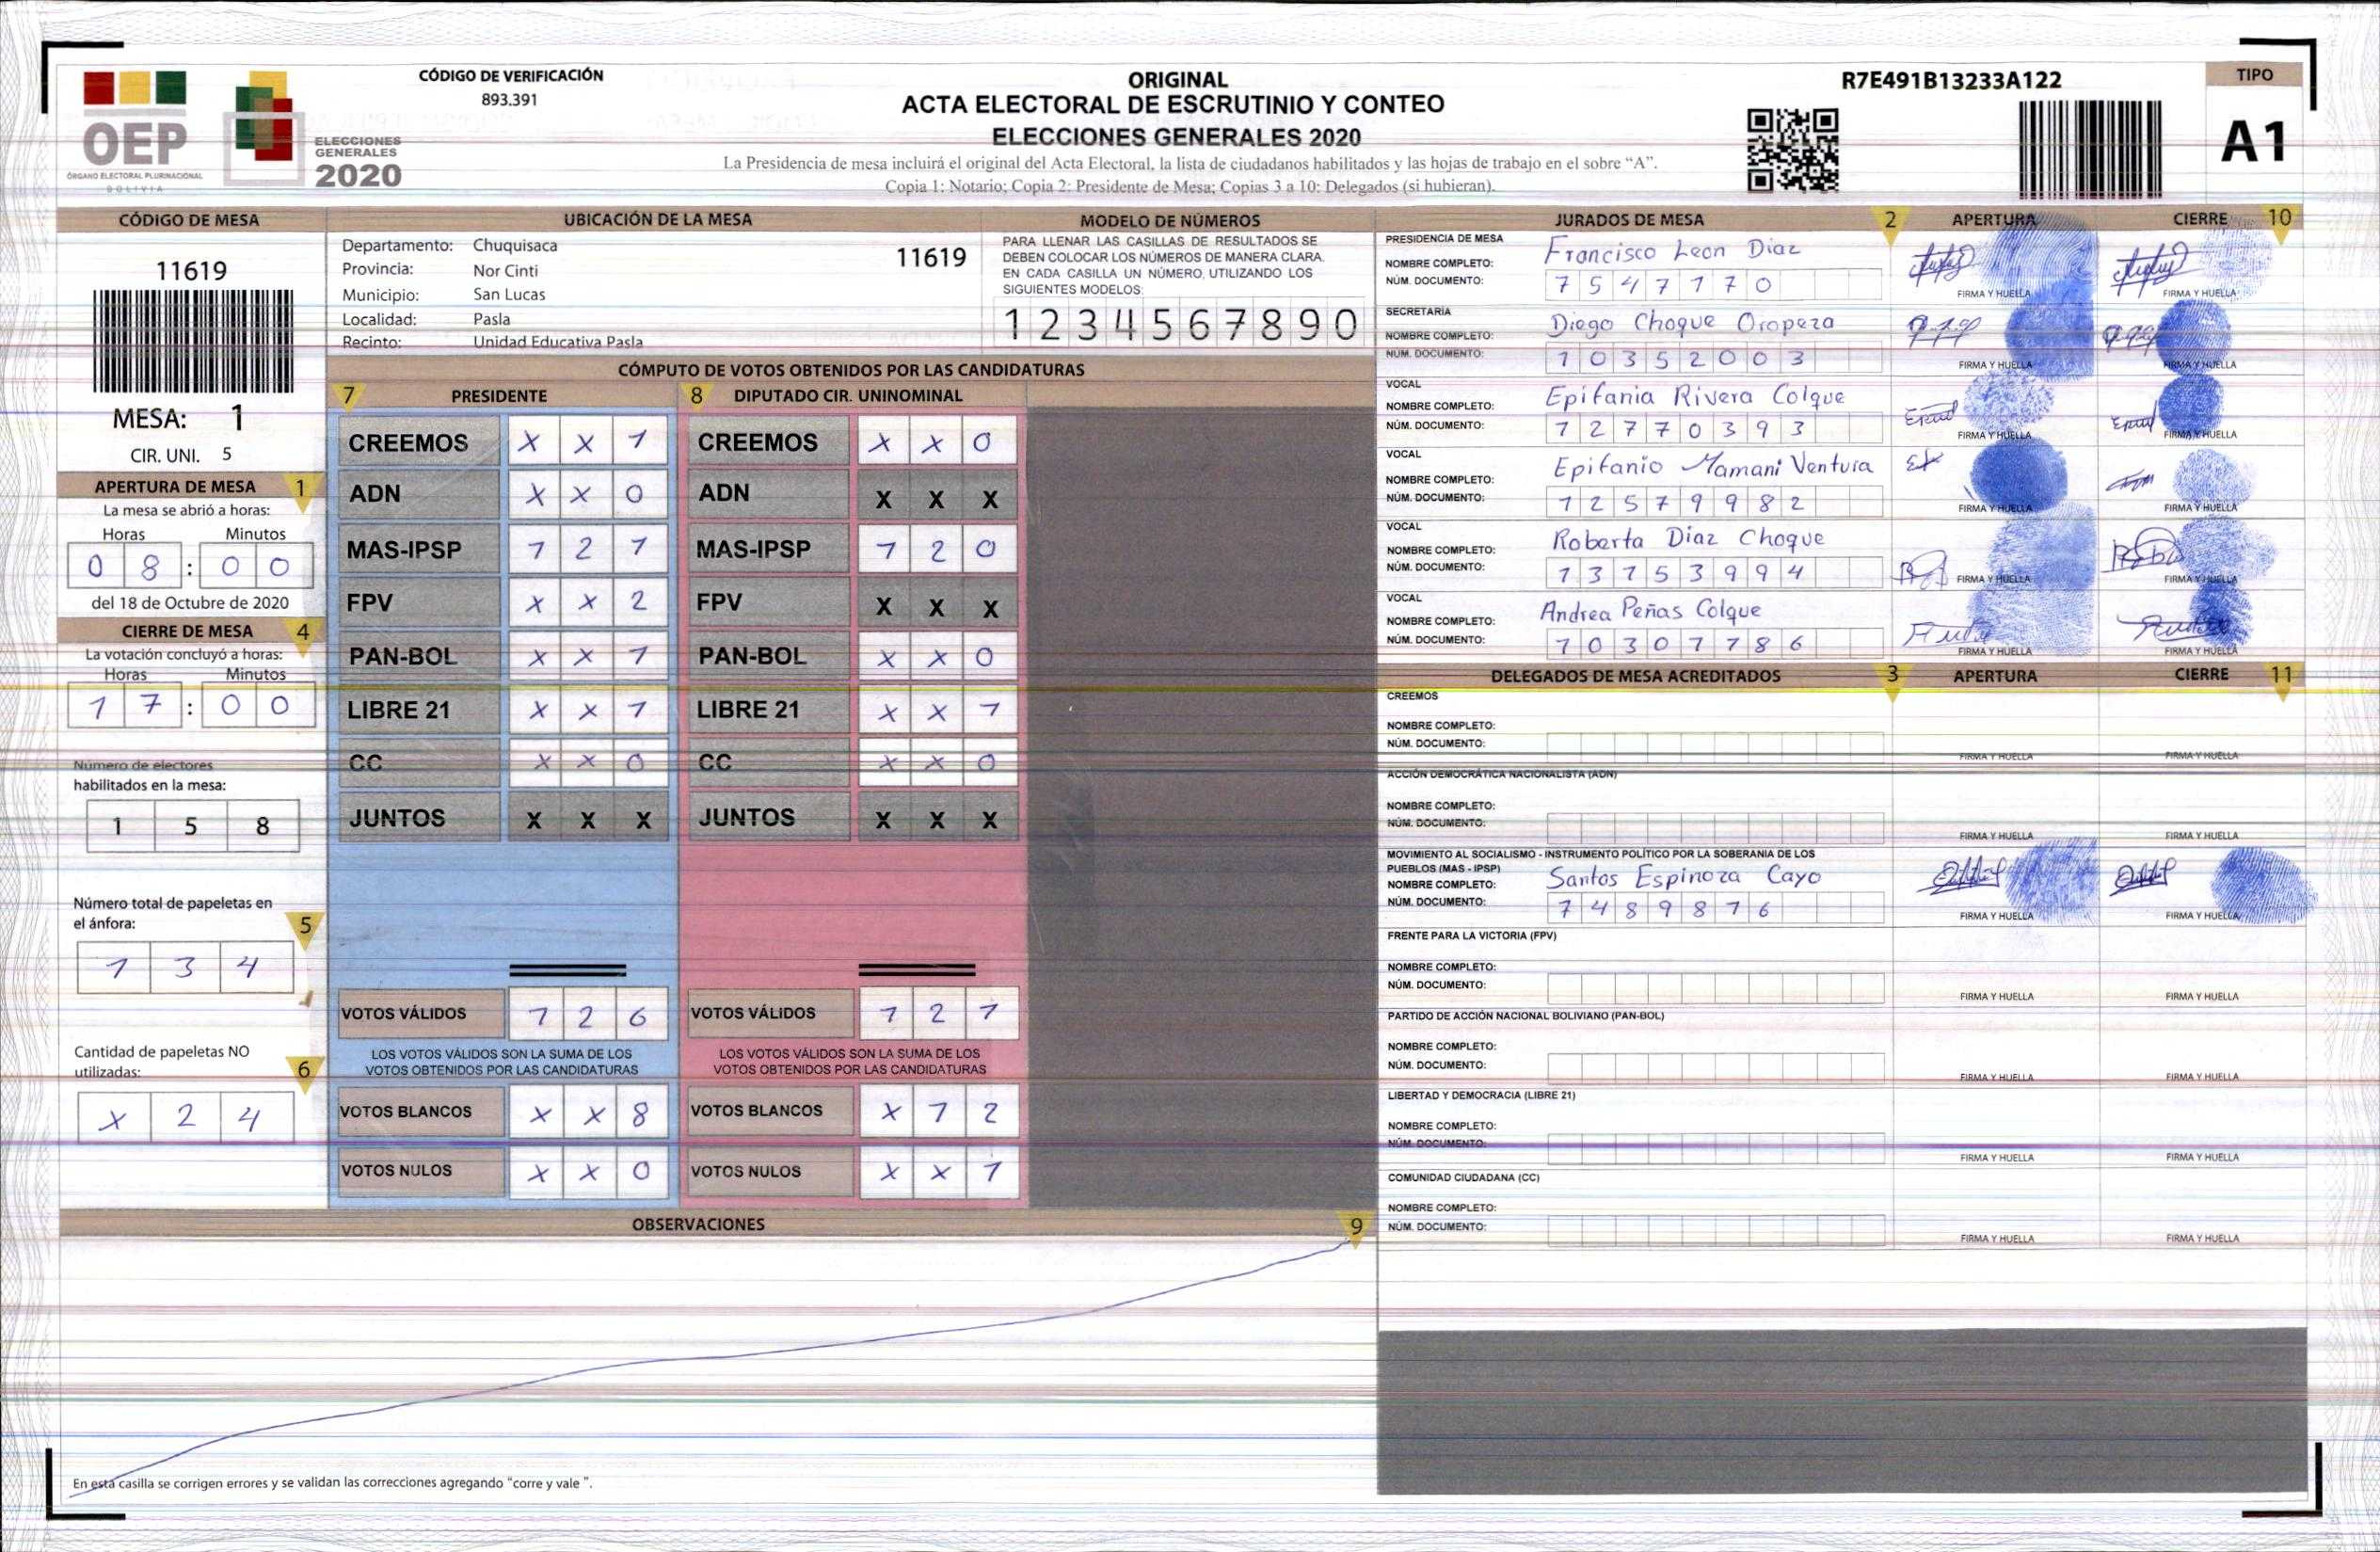 CÓDIGO DE VERIFICACIÓN
893.391
ORIGINAL
ACTA ELECTORAL DE ESCRUTINIO Y CONTEO
ELECCIONES GENERALES 2020
La Presidencia de mesa incluirá el original del Acta Electoral, la lista de ciudadanos habilitados y las hojas de trabajo en el sobre “A”.
Copia 1: Notario; Copia 2: Presidente de Mesa; Copias 3 a 10: Delegados (si hubieran).
R7E491B13233A122
TIPO
A1
OEP
ÓRGANO ELECTORAL PLURINACIONAL
BOLIVIA
ELECCIONES
GENERALES
2020
CÓDIGO DE MESA
11619
MESA: 1
CIR. UNI. 5
APERTURA DE MESA 1
La mesa se abrió a horas:
Horas Minutos
0 8 : 0 0
del 18 de Octubre de 2020
CIERRE DE MESA 4
La votación concluyó a horas:
Horas Minutos
1 7 : 0 0
Número de electores
habilitados en la mesa:
1 5 8
Número total de papeletas en
el ánfora: 5
1 3 4
Cantidad de papeletas NO
utilizadas: 6
X 2 4
UBICACIÓN DE LA MESA
Departamento: Chuquisaca 11619
Provincia: Nor Cinti
Municipio: San Lucas
Localidad: Pasla
Recinto: Unidad Educativa Pasla
MODELO DE NÚMEROS
PARA LLENAR LAS CASILLAS DE RESULTADOS SE
DEBEN COLOCAR LOS NÚMEROS DE MANERA CLARA.
EN CADA CASILLA UN NÚMERO, UTILIZANDO LOS
SIGUIENTES MODELOS:
1 2 3 4 5 6 7 8 9 0
CÓMPUTO DE VOTOS OBTENIDOS POR LAS CANDIDATURAS
7 PRESIDENTE
CREEMOS X X 1
ADN X X 0
MAS-IPSP 1 2 1
FPV X X 2
PAN-BOL X X 1
LIBRE 21 X X 1
CC X X 0
JUNTOS X X X
VOTOS VÁLIDOS 1 2 6
LOS VOTOS VÁLIDOS SON LA SUMA DE LOS
VOTOS OBTENIDOS POR LAS CANDIDATURAS
VOTOS BLANCOS X X 8
VOTOS NULOS X X 0
8 DIPUTADO CIR. UNINOMINAL
CREEMOS X X 0
ADN X X X
MAS-IPSP 1 2 0
FPV X X X
PAN-BOL X X 0
LIBRE 21 X X 1
CC X X 0
JUNTOS X X X
VOTOS VÁLIDOS 1 2 1
LOS VOTOS VÁLIDOS SON LA SUMA DE LOS
VOTOS OBTENIDOS POR LAS CANDIDATURAS
VOTOS BLANCOS X 1 2
VOTOS NULOS X X 1
OBSERVACIONES 9
En esta casilla se corrigen errores y se validan las correcciones agregando “corre y vale ”.
JURADOS DE MESA 2 APERTURA CIERRE 10
PRESIDENCIA DE MESA
NOMBRE COMPLETO: Francisco Leon Diaz
NÚM. DOCUMENTO: 7 5 4 7 1 7 0
FIRMA Y HUELLA FIRMA Y HUELLA
SECRETARÍA
NOMBRE COMPLETO: Diego Choque Oropeza
NÚM. DOCUMENTO: 1 0 3 5 2 0 0 3
FIRMA Y HUELLA FIRMA Y HUELLA
VOCAL
NOMBRE COMPLETO: Epifania Rivera Colque
NÚM. DOCUMENTO: 1 2 7 7 0 3 9 3
FIRMA Y HUELLA FIRMA Y HUELLA
VOCAL
NOMBRE COMPLETO: Epifanio Mamani Ventura
NÚM. DOCUMENTO: 1 2 5 7 9 9 8 2
FIRMA Y HUELLA FIRMA Y HUELLA
VOCAL
NOMBRE COMPLETO: Roberta Diaz Choque
NÚM. DOCUMENTO: 1 3 7 5 3 9 9 4
FIRMA Y HUELLA FIRMA Y HUELLA
VOCAL
NOMBRE COMPLETO: Andrea Peñas Colque
NÚM. DOCUMENTO: 1 0 3 0 7 7 8 6
FIRMA Y HUELLA FIRMA Y HUELLA
DELEGADOS DE MESA ACREDITADOS 3 APERTURA CIERRE 11
CREEMOS
NOMBRE COMPLETO:
NÚM. DOCUMENTO:
FIRMA Y HUELLA FIRMA Y HUELLA
ACCIÓN DEMOCRÁTICA NACIONALISTA (ADN)
NOMBRE COMPLETO:
NÚM. DOCUMENTO:
FIRMA Y HUELLA FIRMA Y HUELLA
MOVIMIENTO AL SOCIALISMO - INSTRUMENTO POLÍTICO POR LA SOBERANIA DE LOS
PUEBLOS (MAS - IPSP)
NOMBRE COMPLETO: Santos Espinoza Cayo
NÚM. DOCUMENTO: 7 4 8 9 8 7 6
FIRMA Y HUELLA FIRMA Y HUELLA
FRENTE PARA LA VICTORIA (FPV)
NOMBRE COMPLETO:
NÚM. DOCUMENTO:
FIRMA Y HUELLA FIRMA Y HUELLA
PARTIDO DE ACCIÓN NACIONAL BOLIVIANO (PAN-BOL)
NOMBRE COMPLETO:
NÚM. DOCUMENTO:
FIRMA Y HUELLA FIRMA Y HUELLA
LIBERTAD Y DEMOCRACIA (LIBRE 21)
NOMBRE COMPLETO:
NÚM. DOCUMENTO:
FIRMA Y HUELLA FIRMA Y HUELLA
COMUNIDAD CIUDADANA (CC)
NOMBRE COMPLETO:
NÚM. DOCUMENTO:
FIRMA Y HUELLA FIRMA Y HUELLA